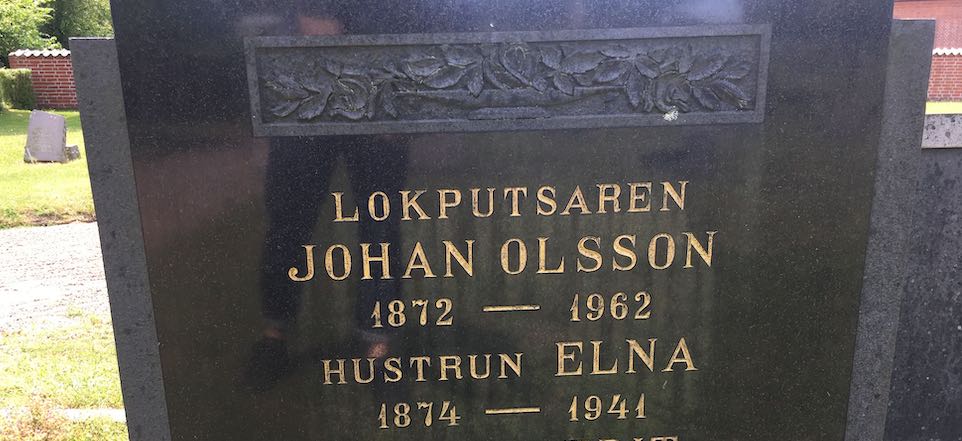 LOKPUTSAREN
JOHAN OLSSON
1872 — 1962
HUSTRUN ELNA
1874 — 1941